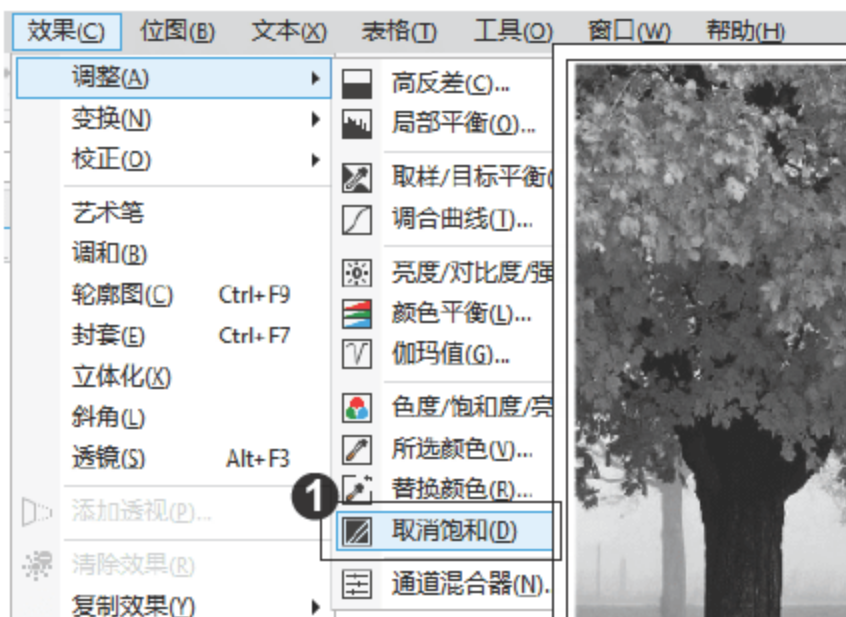 效果(C) 位图(B) 文本(X) 表格(T) 工具(O) 窗口(W) 帮助(H)
调整(A)
变换(N)
校正(O)
艺术笔
调和(B)
轮廓图(C) Ctrl+F9
封套(E) Ctrl+F7
立体化(X)
斜角(L)
透镜(S) Alt+F3
添加透视(P)...
清除效果(R)
复制效果(Y)
高反差(C)...
局部平衡(O)...
取样/目标平衡(
调合曲线(T)...
亮度/对比度/强
颜色平衡(L)...
伽玛值(G)...
色度/饱和度/亮
所选颜色(V)...
替换颜色(R)...
1
取消饱和(D)
通道混合器(N).